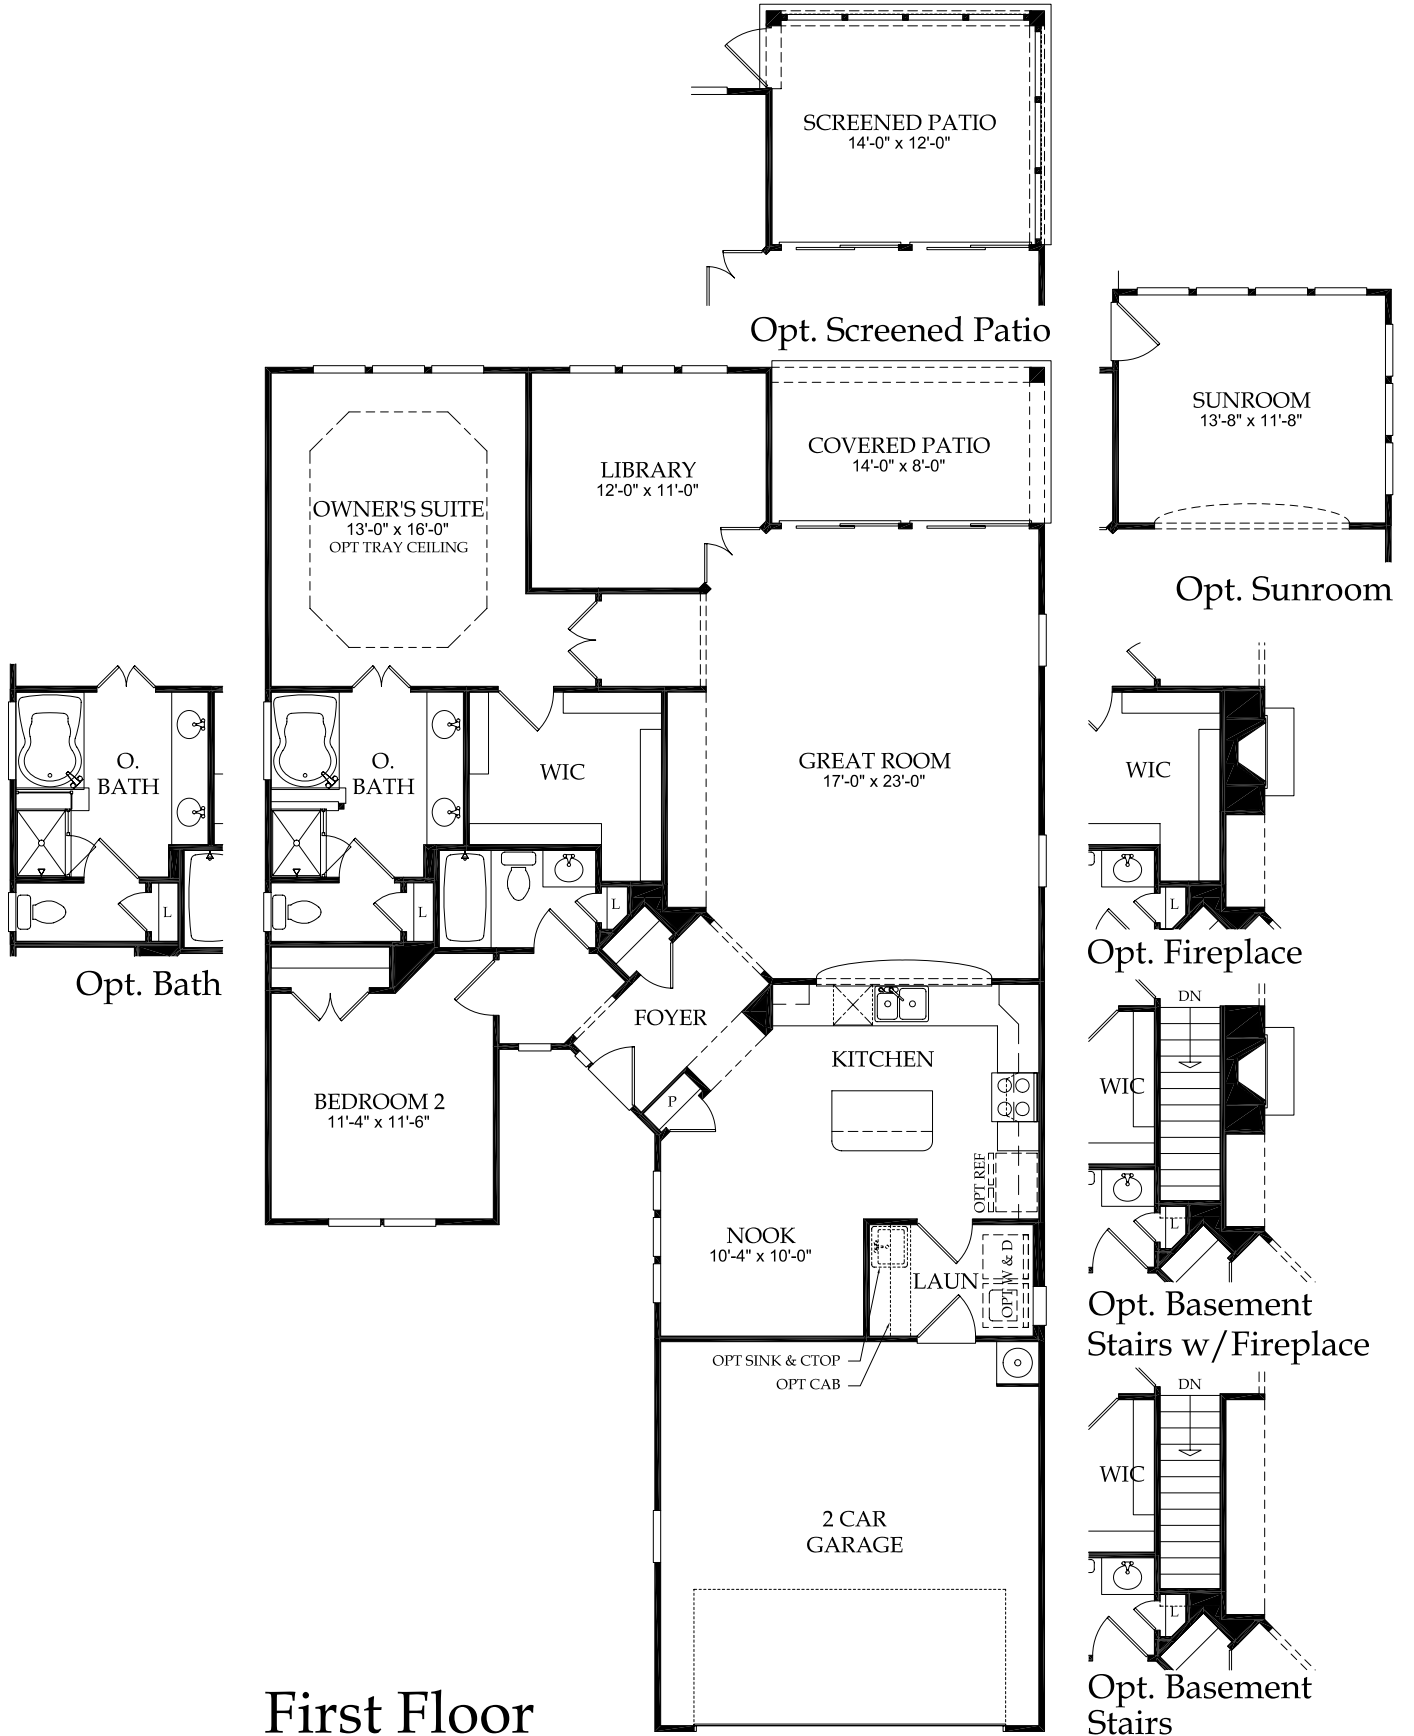 SCREENED PATIO
14'-0" x 12'-0"
Opt. Screened Patio
SUNROOM
13'-8" x 11'-8"
Opt. Sunroom
COVERED PATIO
14'-0" x 8'-0"
LIBRARY
12'-0" x 11'-0"
OWNER'S SUITE
13'-0" x 16'-0"
OPT TRAY CEILING
O.
BATH
L
Opt. Bath
O.
BATH
L
WIC
L
GREAT ROOM
17'-0" x 23'-0"
WIC
L
Opt. Fireplace
FOYER
KITCHEN
P
BEDROOM 2
11'-4" x 11'-6"
OPT REF
NOOK
10'-4" x 10'-0"
LAUN
OPT W & D
OPT SINK & CTOP
OPT CAB
DN
WIC
L
Opt. Basement
Stairs w/Fireplace
DN
WIC
L
Opt. Basement
Stairs
2 CAR
GARAGE
First Floor